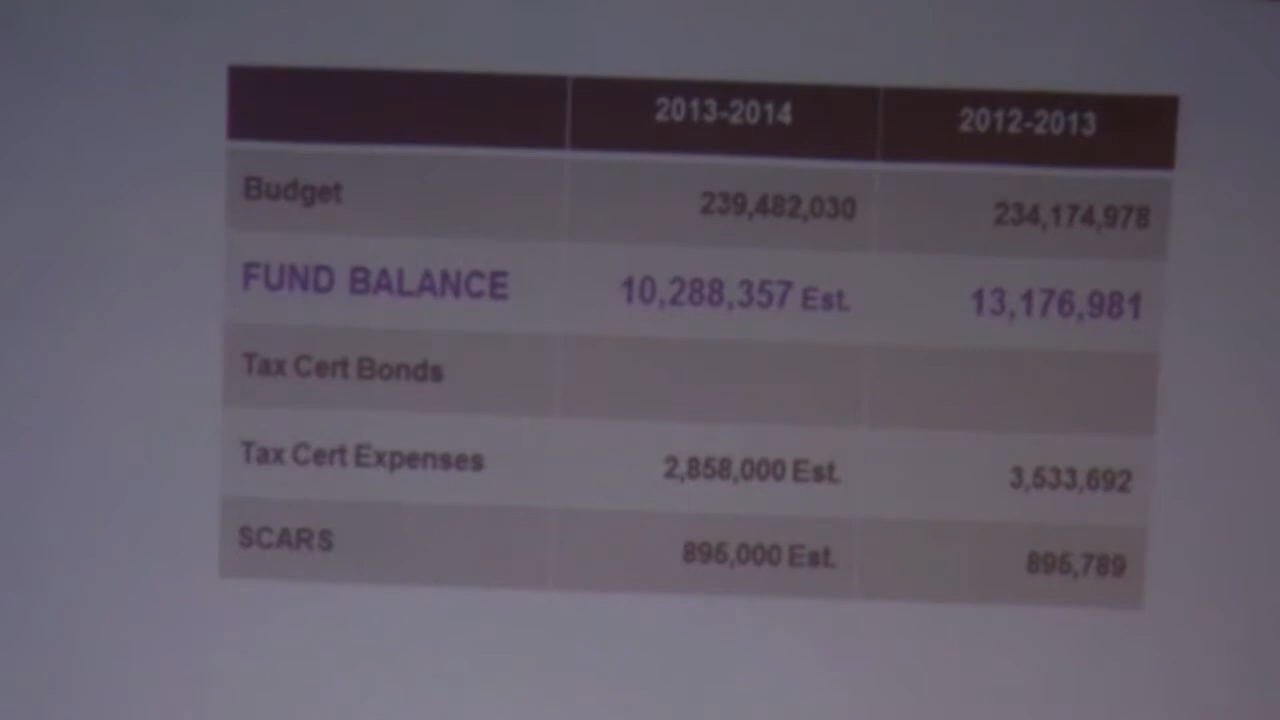 2013-2014 2012-2013
Budget 239,482,030 234,174,978
FUND BALANCE 10,288,357 Est. 13,176,981
Tax Cert Bonds
Tax Cert Expenses 2,858,000 Est. 3,533,692
SCARS 895,000 Est. 895,789